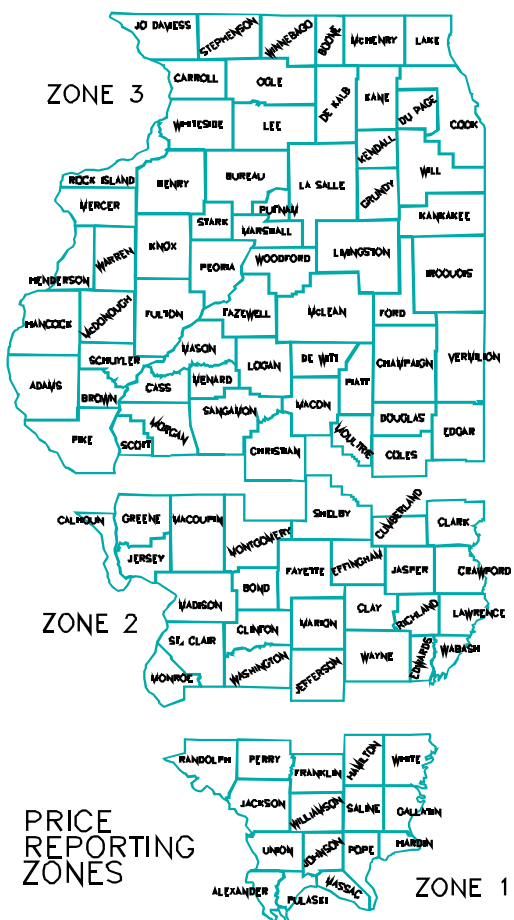 JO DAVIESS
STEPHENSON
WINNEBAGO
BOONE
MCHENRY
LAKE
ZONE 3
CARROLL
OGLE
DE KALB
KANE
DU PAGE
COOK
WHITESIDE
LEE
KENDALL
WILL
ROCK ISLAND
HENRY
BUREAU
LA SALLE
GRUNDY
MERCER
PUTNAM
STARK
MARSHALL
KANKAKEE
HENDERSON
WARREN
KNOX
PEORIA
WOODFORD
LIVINGSTON
IROQUOIS
HANCOCK
MCDONOUGH
FULTON
TAZEWELL
MCLEAN
FORD
SCHUYLER
MASON
LOGAN
DE WITT
CHAMPAIGN
VERMILION
ADAMS
BROWN
CASS
MENARD
PIATT
SANGAMON
MACON
DOUGLAS
EDGAR
PIKE
SCOTT
MORGAN
CHRISTIAN
MOULTRIE
COLES
CALHOUN
GREENE
MACOUPIN
SHELBY
CUMBERLAND
CLARK
JERSEY
MONTGOMERY
FAYETTE
EFFINGHAM
JASPER
CRAWFORD
BOND
MADISON
CLAY
RICHLAND
LAWRENCE
ZONE 2
CLINTON
MARION
ST. CLAIR
WASHINGTON
JEFFERSON
WAYNE
EDWARDS
WABASH
MONROE
RANDOLPH
PERRY
FRANKLIN
HAMILTON
WHITE
JACKSON
WILLIAMSON
SALINE
GALLATIN
UNION
JOHNSON
POPE
HARDIN
ALEXANDER
PULASKI
MASSAC
PRICE
REPORTING
ZONES
ZONE 1